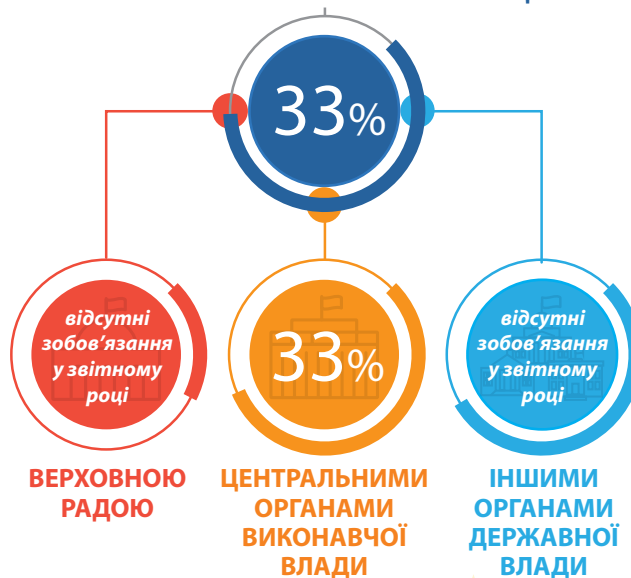 33%
відсутні
зобов’язання
у звітному
році
33%
відсутні
зобов’язання
у звітному
році
ВЕРХОВНОЮ
РАДОЮ
ЦЕНТРАЛЬНИМИ
ОРГАНАМИ
ВИКОНАВЧОЇ
ВЛАДИ
ІНШИМИ
ОРГАНАМИ
ДЕРЖАВНОЇ
ВЛАДИ